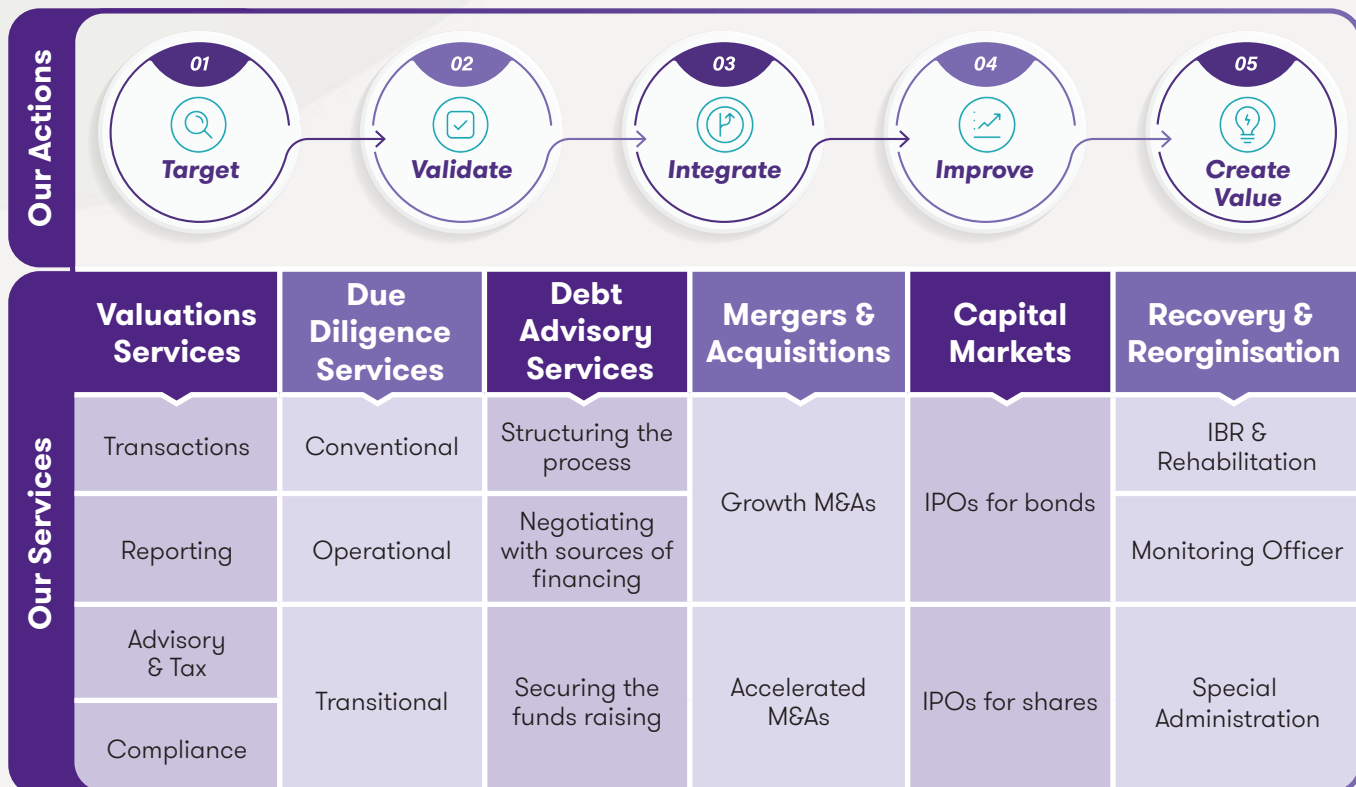 Our Actions
01
Target
02
Validate
03
Integrate
04
Improve
05
Create
Value
Our Services
Valuations
Services
Due
Diligence
Services
Debt
Advisory
Services
Mergers &
Acquisitions
Capital
Markets
Recovery &
Reorginisation
Transactions
Conventional
Structuring the
process
Growth M&As
IPOs for bonds
IBR &
Rehabilitation
Reporting
Operational
Negotiating
with sources of
financing
Monitoring Officer
Advisory
& Tax
Transitional
Securing the
funds raising
Accelerated
M&As
IPOs for shares
Special
Administration
Compliance